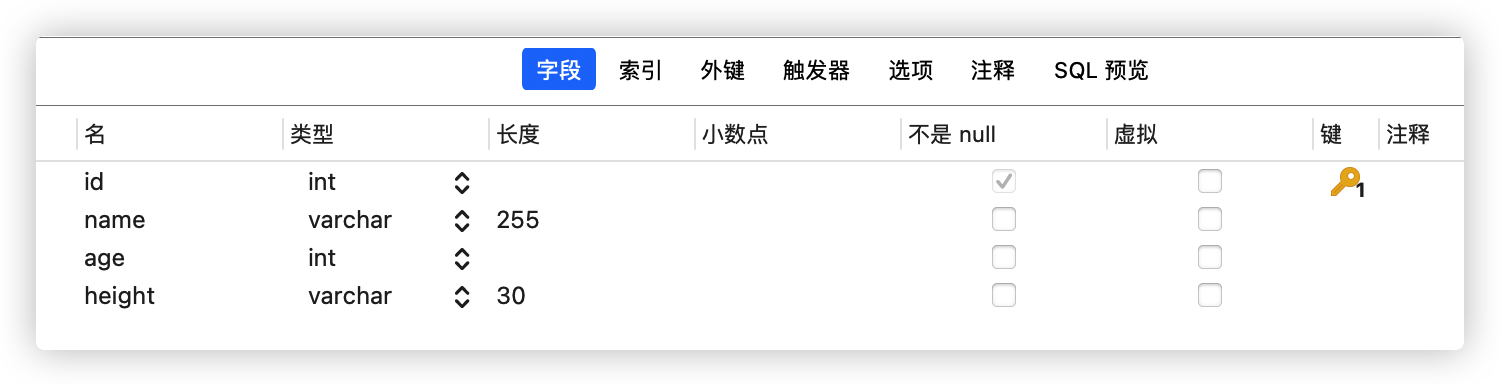 字段 索引 外键 触发器 选项 注释 SQL 预览
名 类型 长度 小数点 不是 null 虚拟 键 注释
id int 1
name varchar 255
age int
height varchar 30